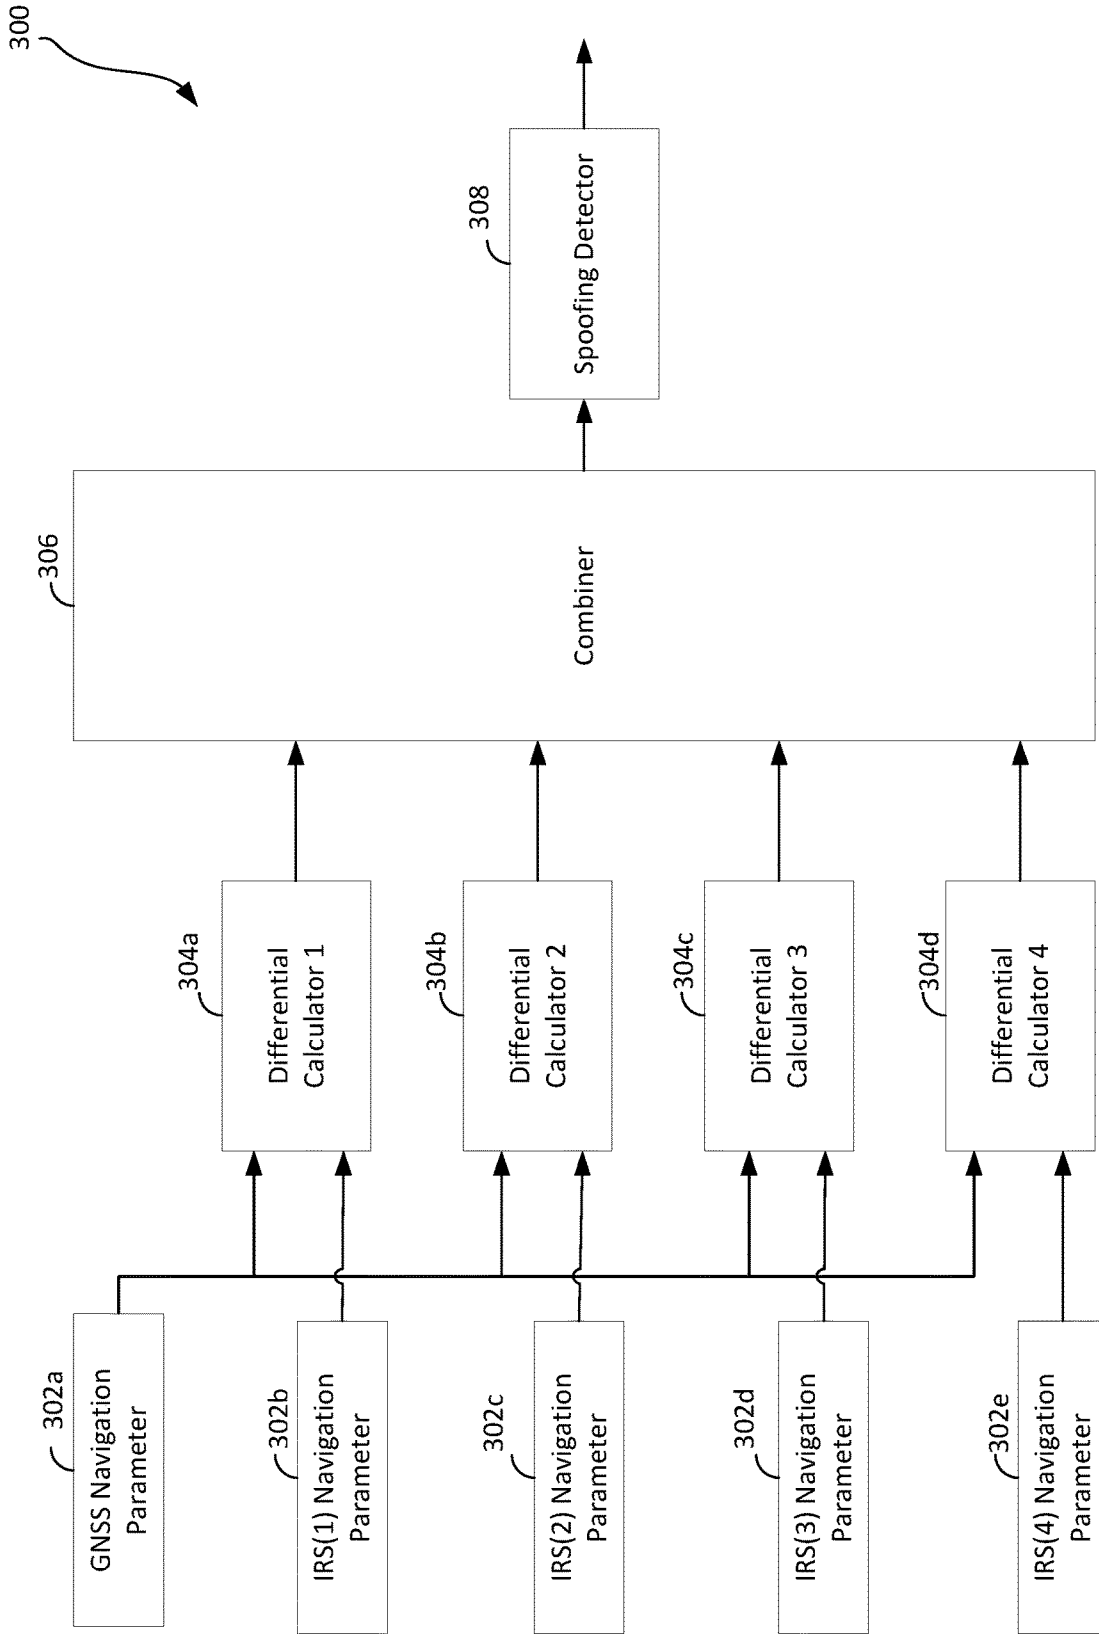 300
302a
GNSS Navigation
Parameter
302b
IRS(1) Navigation
Parameter
302c
IRS(2) Navigation
Parameter
302d
IRS(3) Navigation
Parameter
302e
IRS(4) Navigation
Parameter
304a
Differential
Calculator 1
304b
Differential
Calculator 2
304c
Differential
Calculator 3
304d
Differential
Calculator 4
306
Combiner
308
Spoofing Detector